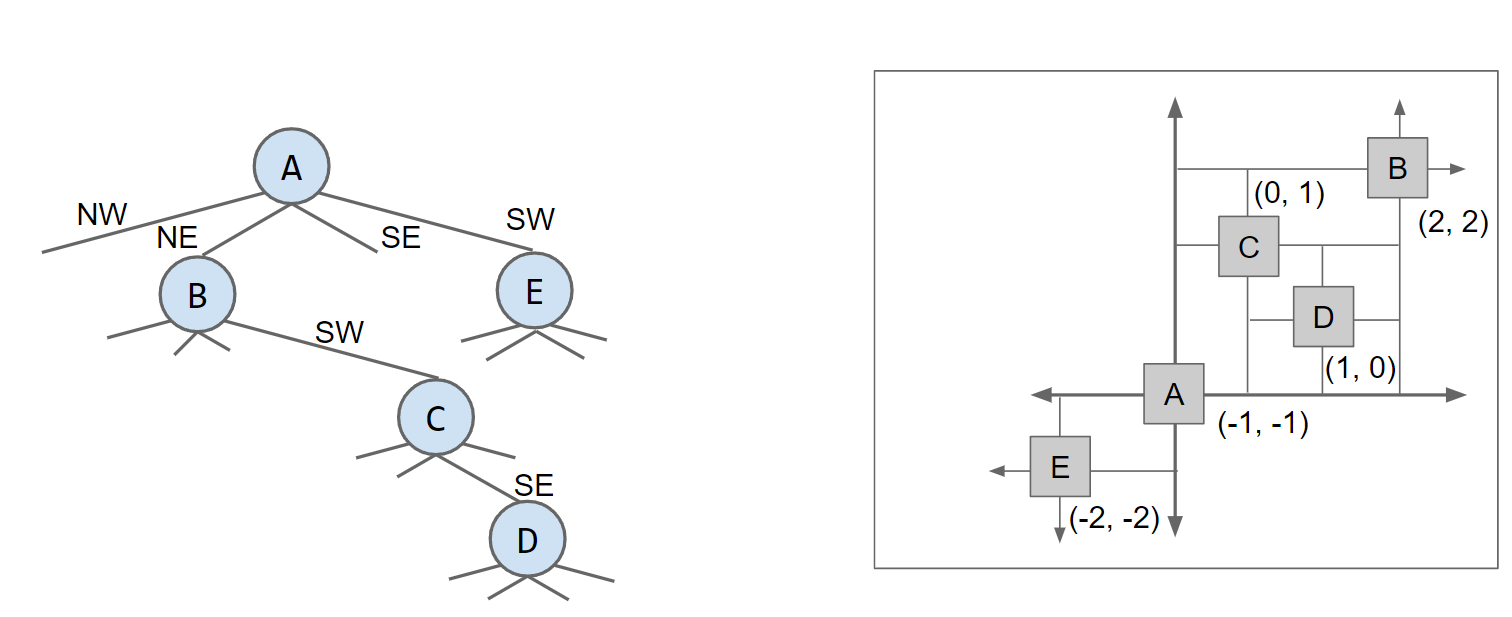 A
NW
NE
SE
SW
B
E
SW
C
SE
D
B
(0, 1)
(2, 2)
C
D
(1, 0)
A
(-1, -1)
E
(-2, -2)